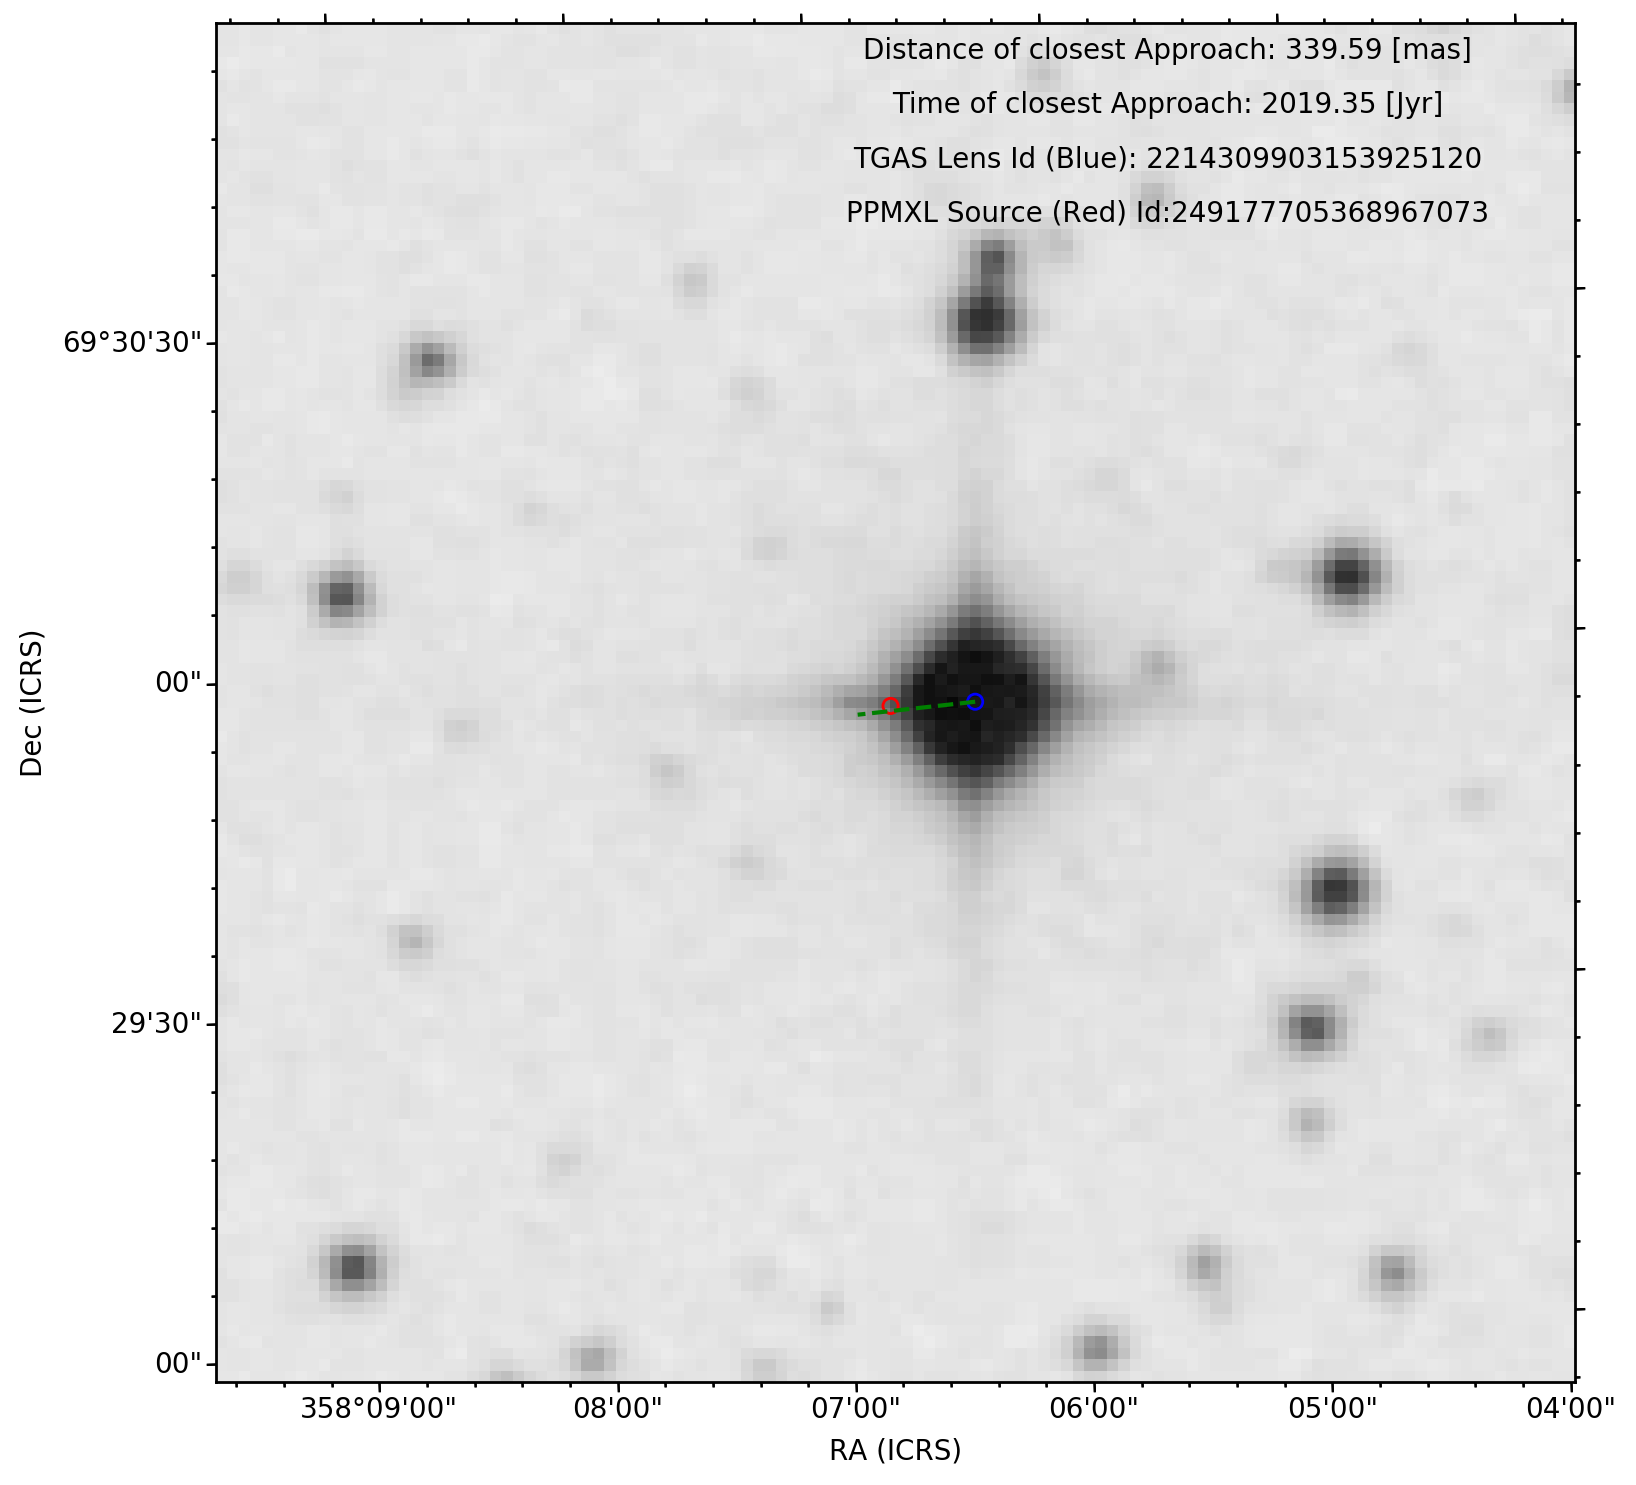 Distance of closest Approach: 339.59 [mas]
Time of closest Approach: 2019.35 [Jyr]
TGAS Lens Id (Blue): 2214309903153925120
PPMXL Source (Red) Id:249177705368967073
69°30'30"
00"
29'30"
00"
Dec (ICRS)
358°09'00" 08'00" 07'00" 06'00" 05'00" 04'00"
RA (ICRS)